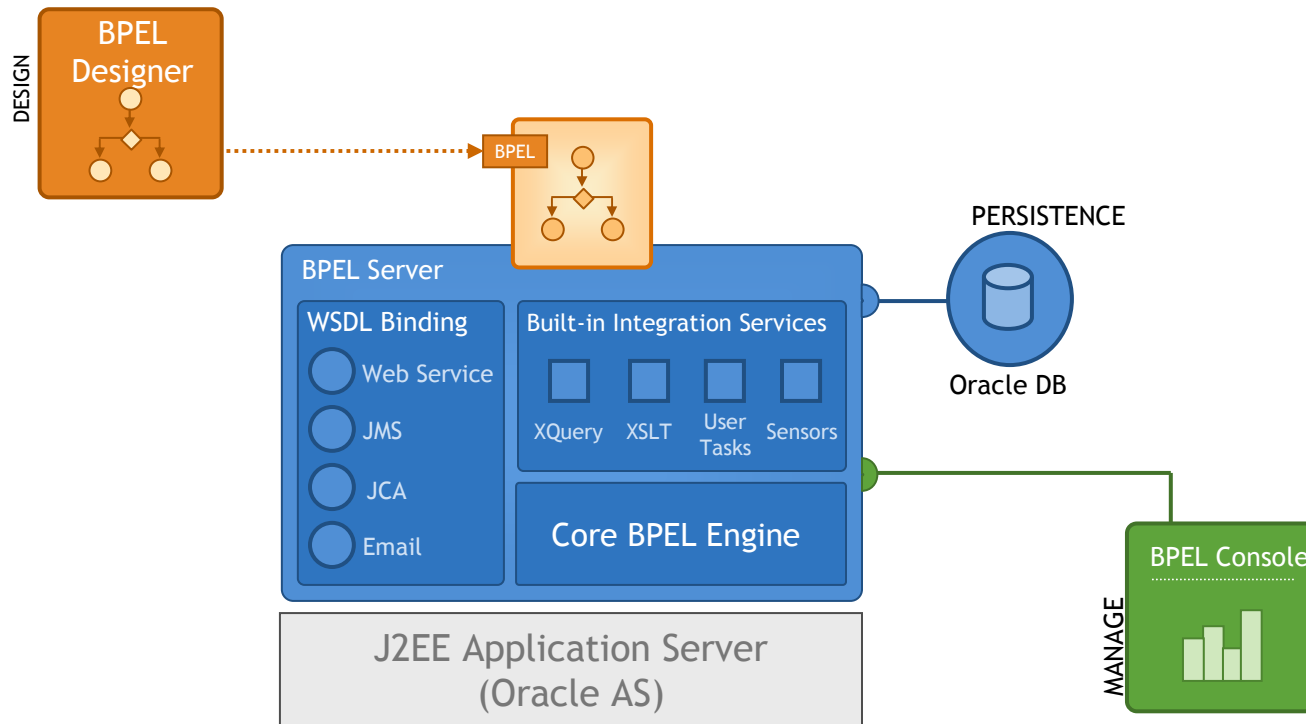 BPEL
Designer
DESIGN
BPEL
PERSISTENCE
BPEL Server
WSDL Binding
Built-in Integration Services
Web Service
JMS
JCA
Email
XQuery
XSLT
User
Tasks
Sensors
Oracle DB
Core BPEL Engine
BPEL Console
MANAGE
J2EE Application Server
(Oracle AS)